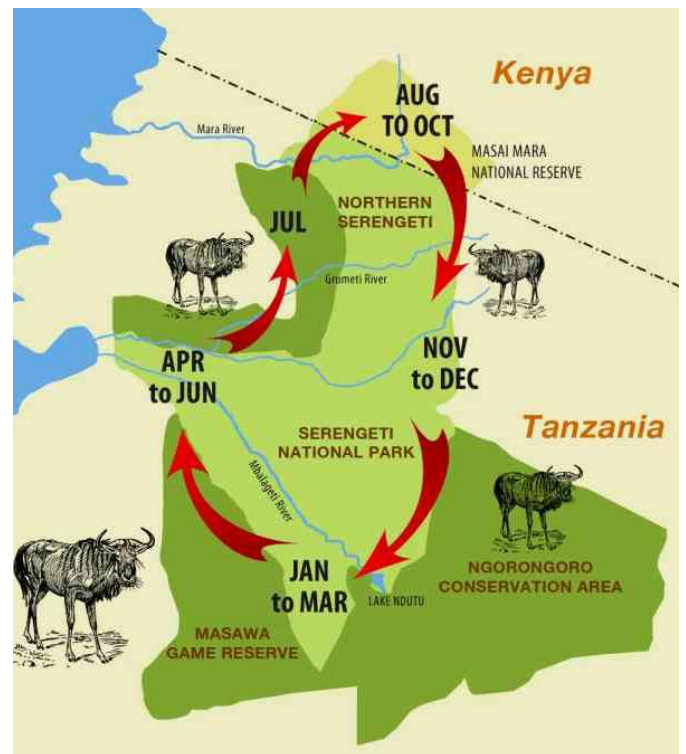 Kenya
AUG
TO OCT
Mara River
MASAI MARA
NATIONAL RESERVE
JUL
NORTHERN
SERENGETI
Grumeti River
APR
to JUN
NOV
to DEC
SERENGETI
NATIONAL PARK
Tanzania
Mbalageti River
JAN
to MAR
LAKE NDUTU
NGORONGORO
CONSERVATION AREA
MASAWA
GAME RESERVE